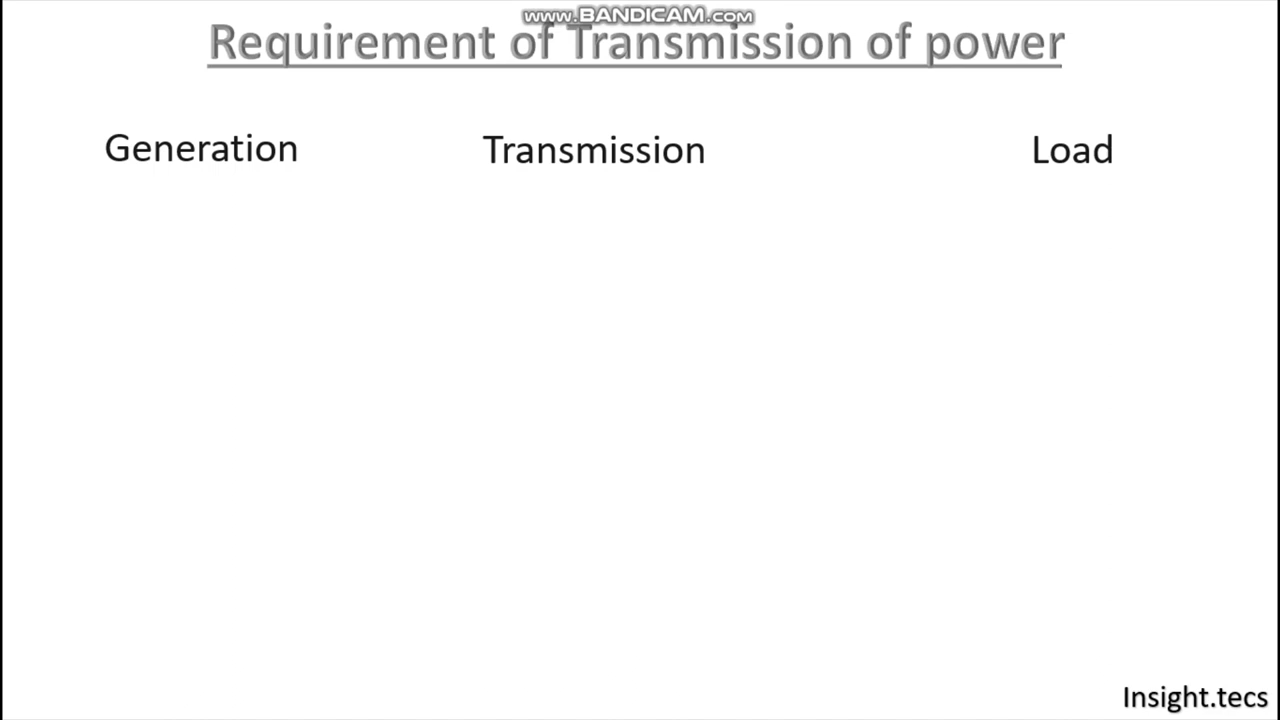 www.BANDICAM.com
Requirement of Transmission of power
Generation Transmission Load
Insight.tecs